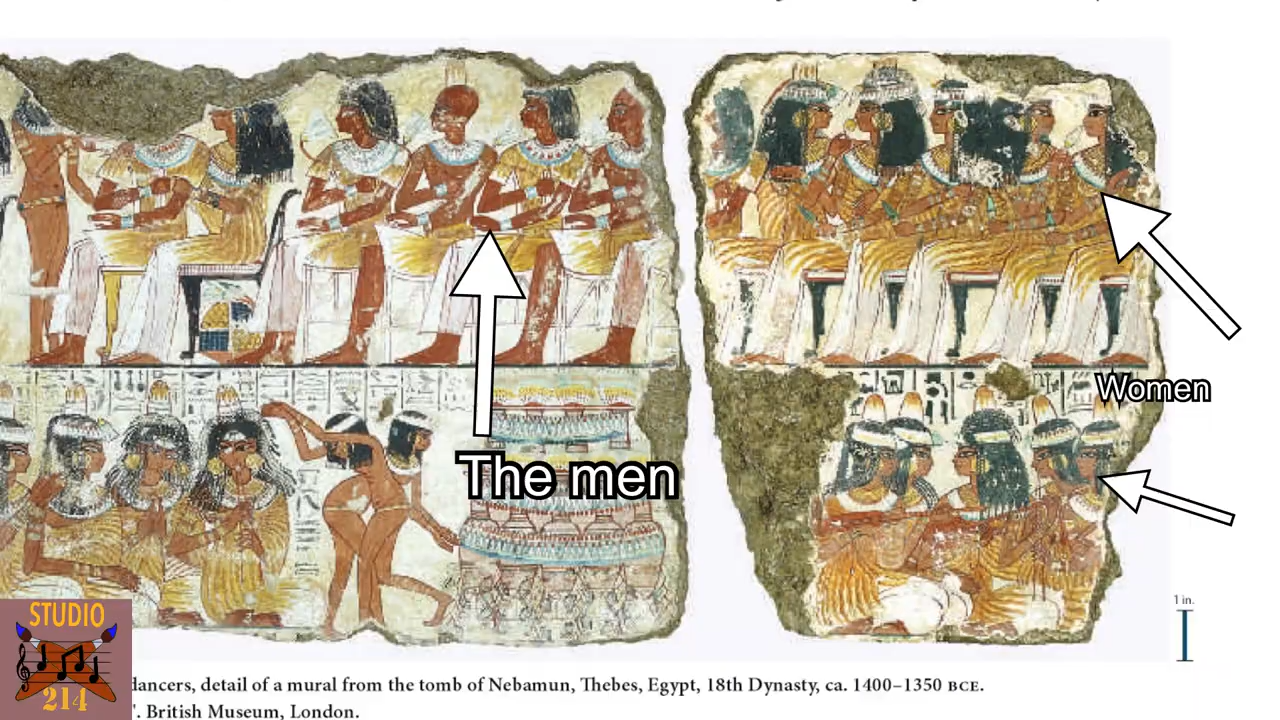 Women
The men
1 in.
STUDIO
214
dancers, detail of a mural from the tomb of Nebamun, Thebes, Egypt, 18th Dynasty, ca. 1400–1350 BCE.
". British Museum, London.